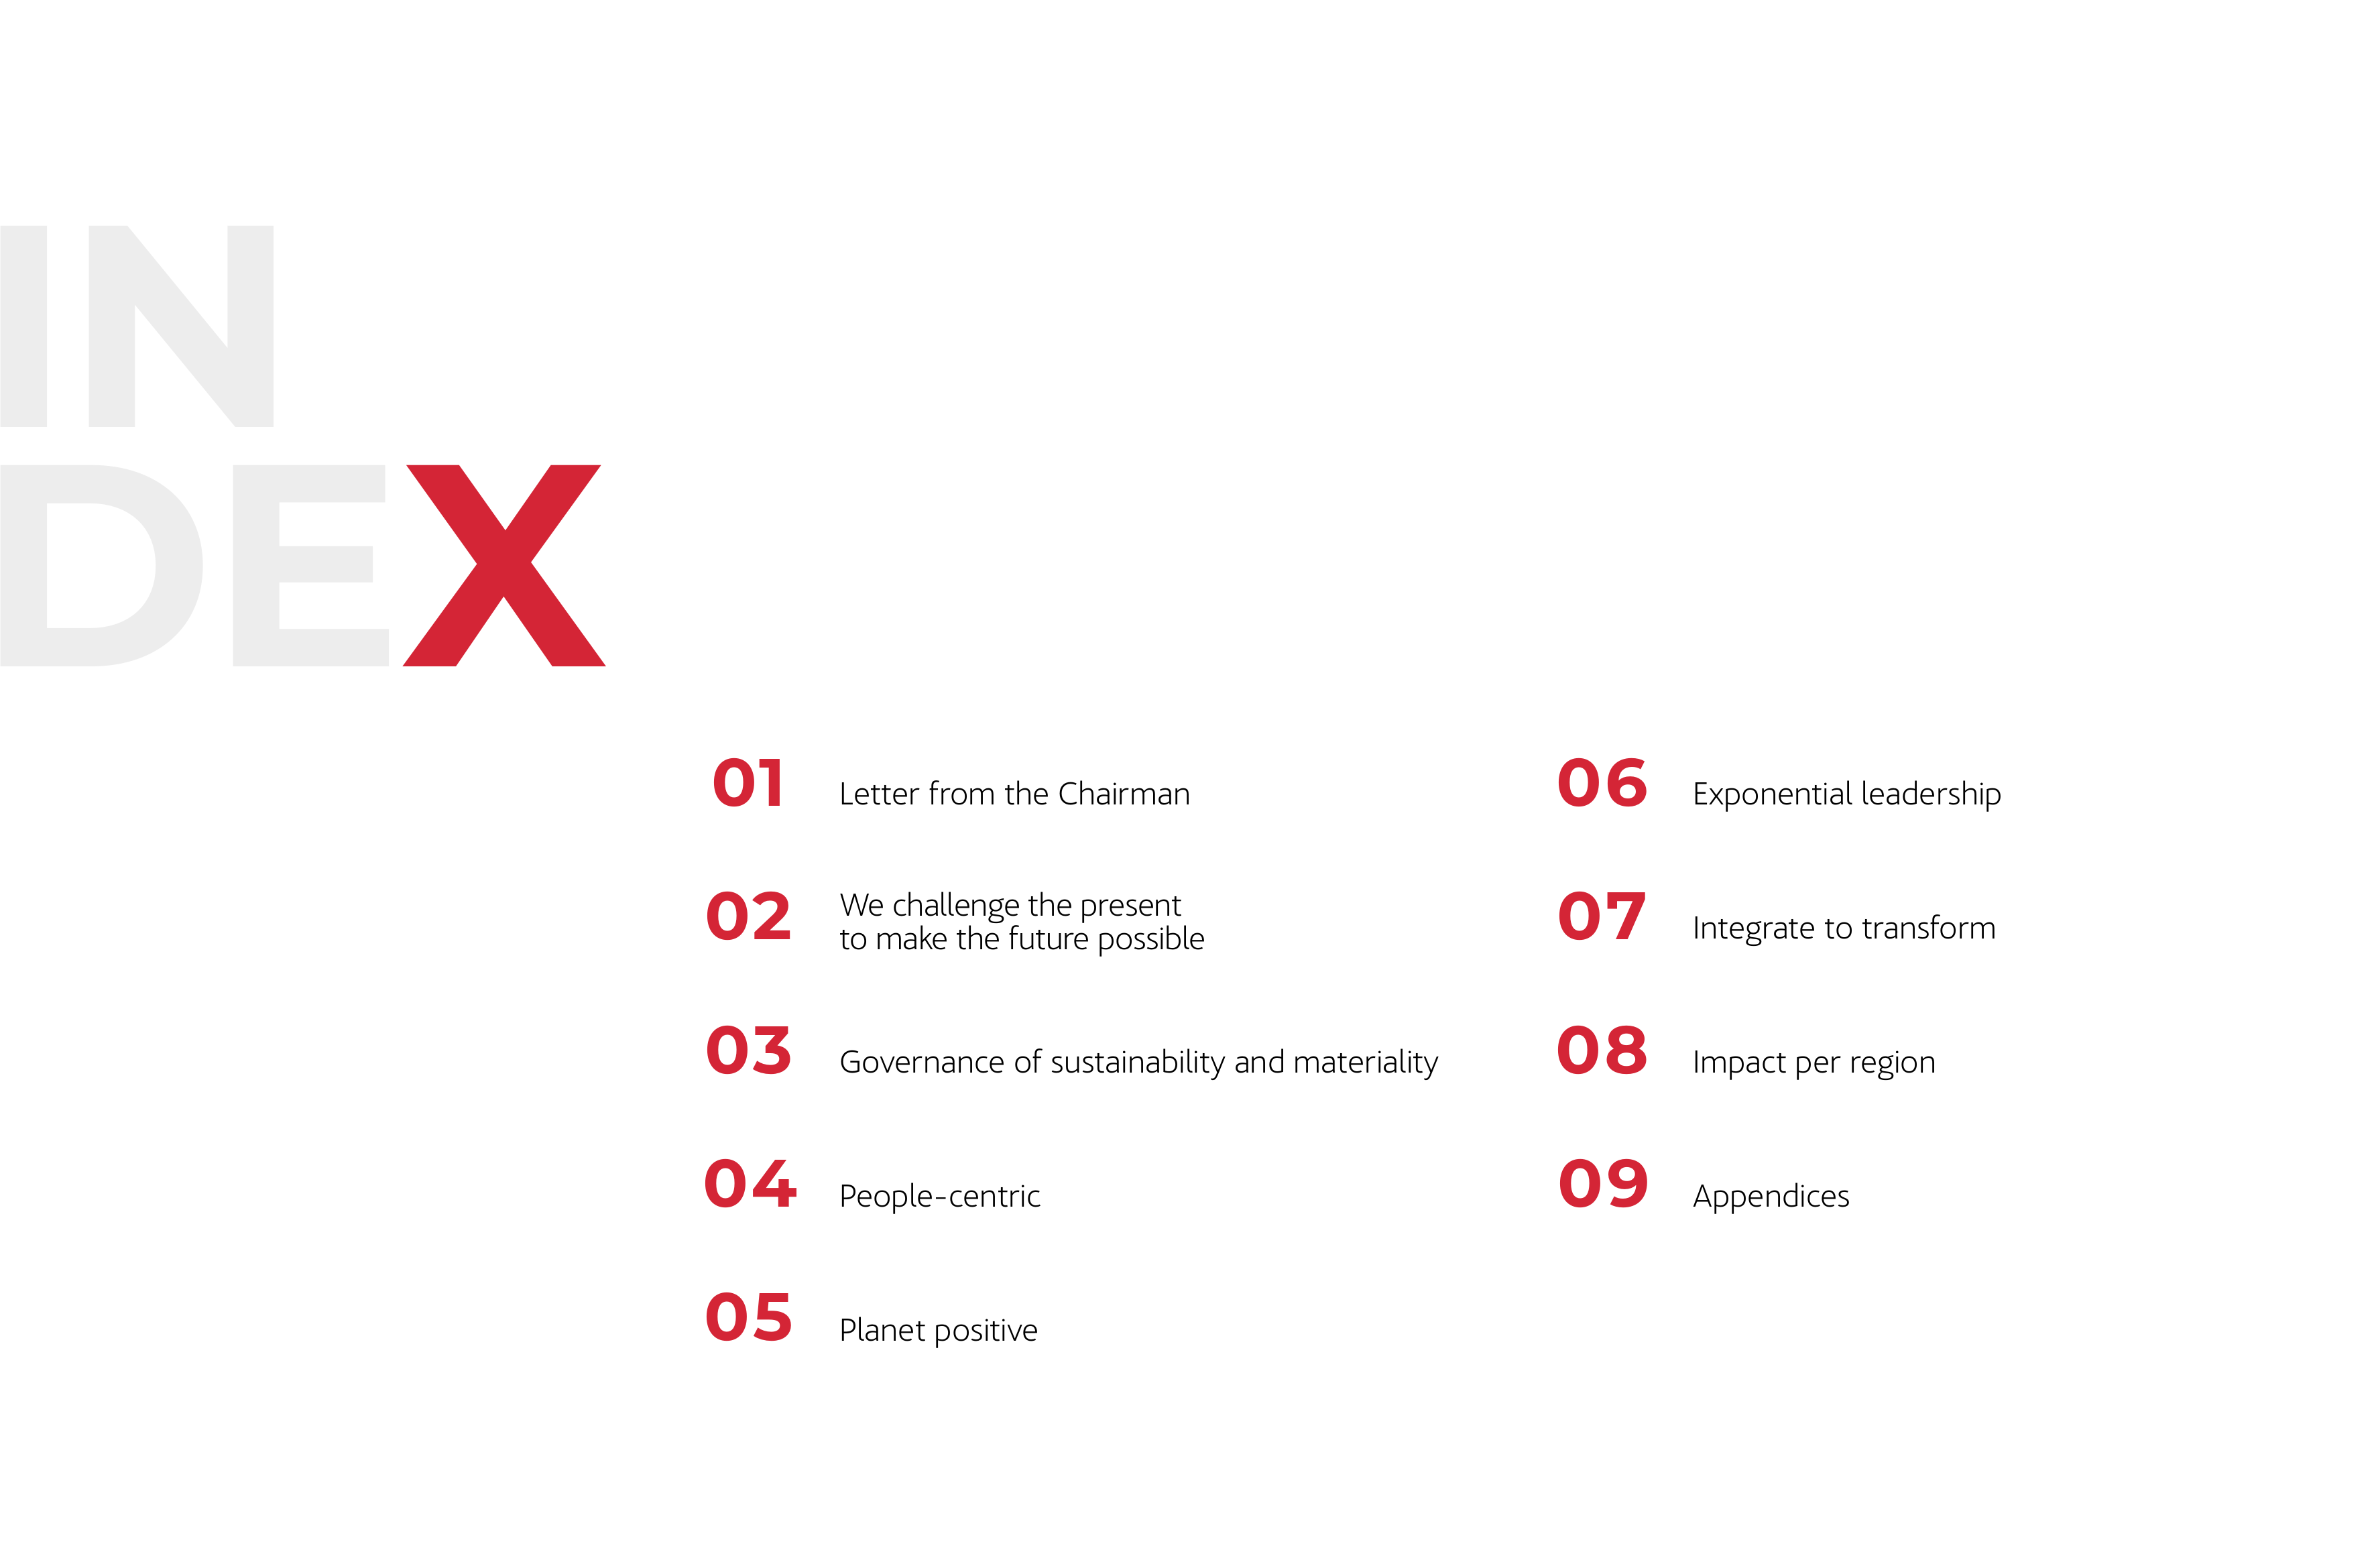 IN
DEX
01 Letter from the Chairman
02 We challenge the present
to make the future possible
03 Governance of sustainability and materiality
04 People-centric
05 Planet positive
06 Exponential leadership
07 Integrate to transform
08 Impact per region
09 Appendices